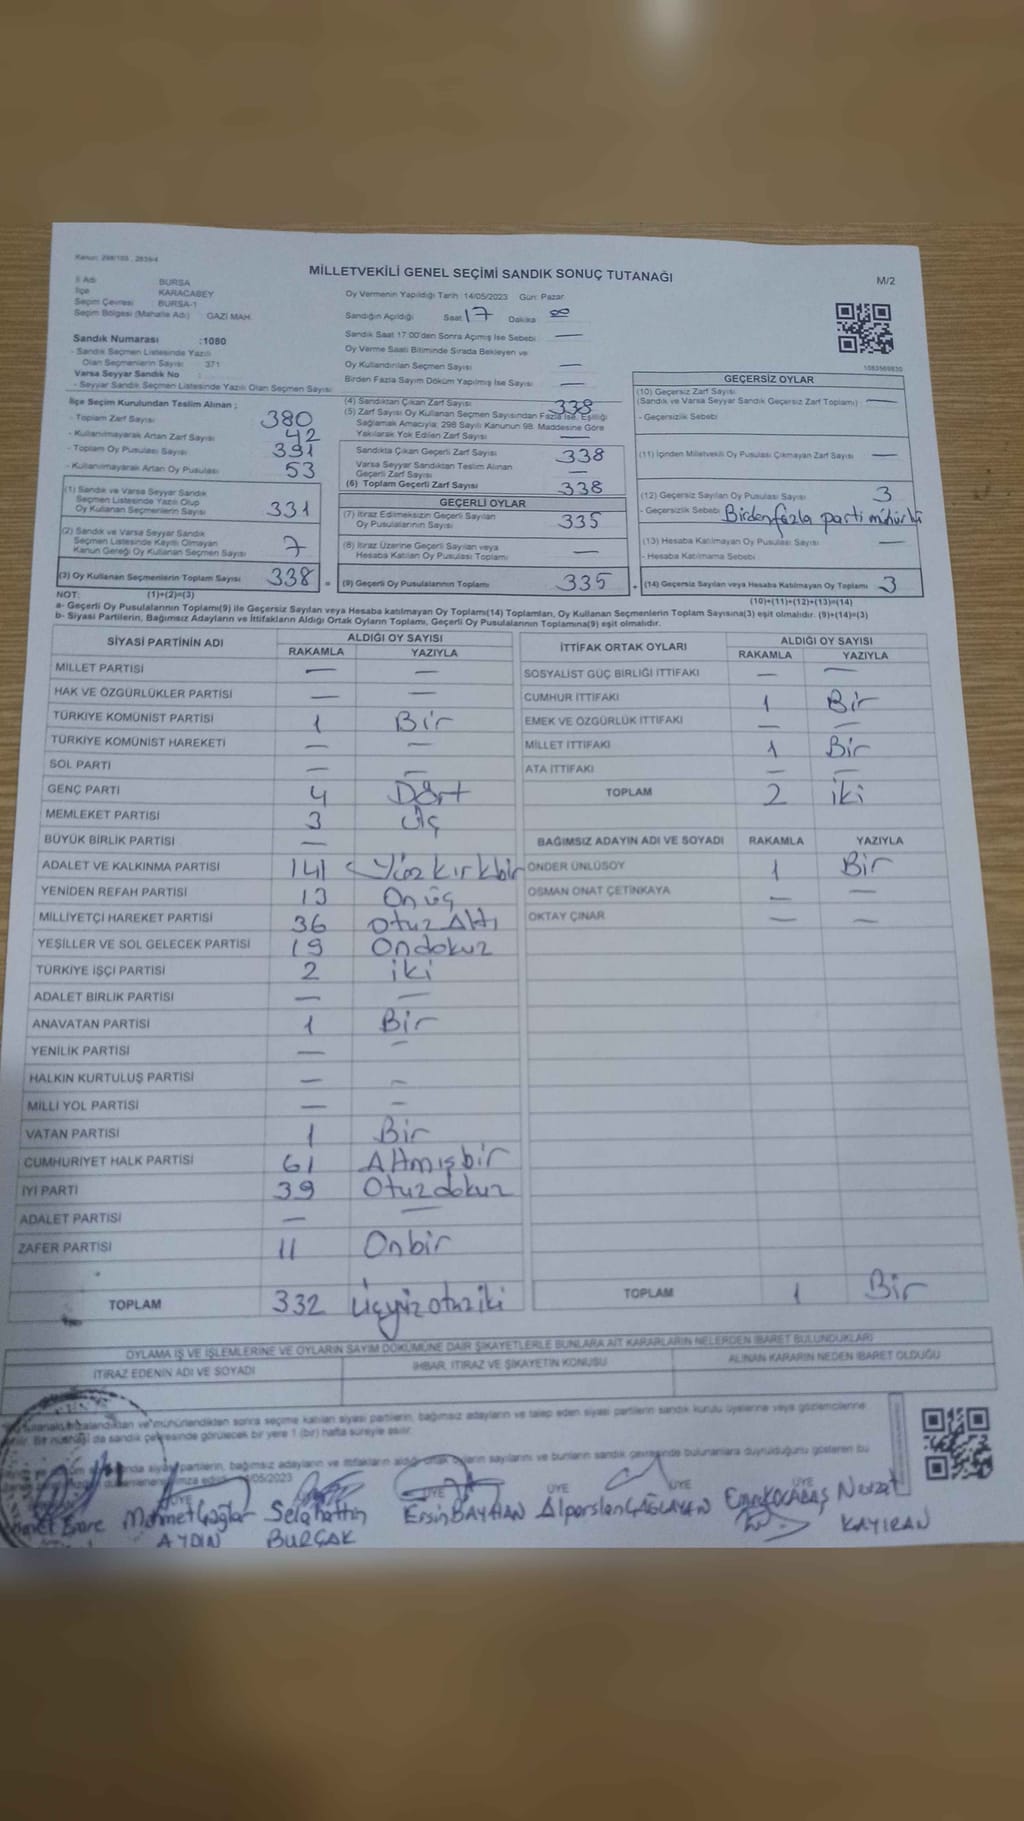 Kanun: 298/105 , 2839/4
MİLLETVEKİLİ GENEL SEÇİMİ SANDIK SONUÇ TUTANAĞI
M/2
İl Adı BURSA
İlçe KARACABEY
Seçim Çevresi BURSA-1
Seçim Bölgesi (Mahalle Adı) : GAZİ MAH.
Sandık Numarası :1080
- Sandık Seçmen Listesinde Yazılı
Olan Seçmenlerin Sayısı : 371
Varsa Seyyar Sandık No :
- Seyyar Sandık Seçmen Listesinde Yazılı Olan Seçmen Sayısı:
Oy Vermenin Yapıldığı Tarih :14/05/2023 Gün: Pazar
Sandığın Açıldığı Saat 17 Dakika 00
Sandık Saat 17:00'den Sonra Açımış İse Sebebi —
Oy Verme Saati Bitiminde Sırada Bekleyen ve
Oy Kullandırılan Seçmen Sayısı —
Birden Fazla Sayım Döküm Yapılmış İse Sayısı —
İlçe Seçim Kurulundan Teslim Alınan ;
- Toplam Zarf Sayısı 380
- Kullanılmayarak Artan Zarf Sayısı 42
- Toplam Oy Pusulası Sayısı 391
- Kullanılmayarak Artan Oy Pusulası 53
(1) Sandık ve Varsa Seyyar Sandık
Seçmen Listesinde Yazılı Olup
Oy Kullanan Seçmenlerin Sayısı 331
(2) Sandık ve Varsa Seyyar Sandık
Seçmen Listesinde Kayıtlı Olmayan
Kanun Gereği Oy Kullanan Seçmen Sayısı 7
(3) Oy Kullanan Seçmenlerin Toplam Sayısı 338 =
(4) Sandıktan Çıkan Zarf Sayısı 338
(5) Zarf Sayısı Oy Kullanan Seçmen Sayısından Fazla İse, Eşitliği
Sağlamak Amacıyla; 298 Sayılı Kanunun 98. Maddesine Göre
Yakılarak Yok Edilen Zarf Sayısı —
Sandıkta Çıkan Geçerli Zarf Sayısı 338
Varsa Seyyar Sandıktan Teslim Alınan
Geçerli Zarf Sayısı —
(6) Toplam Geçerli Zarf Sayısı 338
GEÇERLİ OYLAR
(7) İtiraz Edilmeksizin Geçerli Sayılan
Oy Pusulalarının Sayısı 335
(8) İtiraz Üzerine Geçerli Sayılan veya
Hesaba Katılan Oy Pusulası Toplamı —
(9) Geçerli Oy Pusulalarının Toplamı 335 +
1083569830
GEÇERSİZ OYLAR
(10) Geçersiz Zarf Sayısı
(Sandık ve Varsa Seyyar Sandık Geçersiz Zarf Toplamı) —
- Geçersizlik Sebebi
(11) İçinden Milletvekili Oy Pusulası Çıkmayan Zarf Sayısı —
(12) Geçersiz Sayılan Oy Pusulası Sayısı 3
- Geçersizlik Sebebi Birden fazla parti mühürlü
(13) Hesaba Katılmayan Oy Pusulası Sayısı —
- Hesaba Katılmama Sebebi
(14) Geçersiz Sayılan veya Hesaba Katılmayan Oy Toplamı 3
NOT: (1)+(2)=(3) (10)+(11)+(12)+(13)=(14)
a- Geçerli Oy Pusulalarının Toplamı(9) ile Geçersiz Sayılan veya Hesaba katılmayan Oy Toplamı(14) Toplamları, Oy Kullanan Seçmenlerin Toplam Sayısına(3) eşit olmalıdır. (9)+(14)=(3)
b- Siyasi Partilerin, Bağımsız Adayların ve İttifakların Aldığı Ortak Oyların Toplamı, Geçerli Oy Pusulalarının Toplamına(9) eşit olmalıdır.
SİYASİ PARTİNİN ADI ALDIĞI OY SAYISI
RAKAMLA YAZIYLA
MİLLET PARTİSİ — —
HAK VE ÖZGÜRLÜKLER PARTİSİ — —
TÜRKİYE KOMÜNİST PARTİSİ 1 Bir
TÜRKİYE KOMÜNİST HAREKETİ — —
SOL PARTİ — —
GENÇ PARTİ 4 Dört
MEMLEKET PARTİSİ 3 Üç
BÜYÜK BİRLİK PARTİSİ —
ADALET VE KALKINMA PARTİSİ 141 Yüz kırkbir
YENİDEN REFAH PARTİSİ 13 Onüç
MİLLİYETÇİ HAREKET PARTİSİ 36 Otuz Altı
YEŞİLLER VE SOL GELECEK PARTİSİ 19 Ondokuz
TÜRKİYE İŞÇİ PARTİSİ 2 iki
ADALET BİRLİK PARTİSİ — —
ANAVATAN PARTİSİ 1 Bir
YENİLİK PARTİSİ — —
HALKIN KURTULUŞ PARTİSİ — —
MİLLİ YOL PARTİSİ — —
VATAN PARTİSİ 1 Bir
CUMHURİYET HALK PARTİSİ 61 Altmışbir
İYİ PARTİ 39 Otuzdokuz
ADALET PARTİSİ — —
ZAFER PARTİSİ 11 Onbir
TOPLAM 332 Üçyüzotuziki
İTTİFAK ORTAK OYLARI ALDIĞI OY SAYISI
RAKAMLA YAZIYLA
SOSYALİST GÜÇ BİRLİĞİ İTTİFAKI — —
CUMHUR İTTİFAKI 1 Bir
EMEK VE ÖZGÜRLÜK İTTİFAKI — —
MİLLET İTTİFAKI 1 Bir
ATA İTTİFAKI — —
TOPLAM 2 iki
BAĞIMSIZ ADAYIN ADI VE SOYADI RAKAMLA YAZIYLA
ÖNDER ÜNLÜSOY 1 Bir
OSMAN ONAT ÇETİNKAYA — —
OKTAY ÇINAR — —
TOPLAM 1 Bir
OYLAMA İŞ VE İŞLEMLERİNE VE OYLARIN SAYIM DÖKÜMÜNE DAİR ŞİKAYETLERLE BUNLARA AİT KARARLARIN NELERDEN İBARET BULUNDUKLARI
İTİRAZ EDENİN ADI VE SOYADI İHBAR, İTİRAZ VE ŞİKAYETİN KONUSU ALINAN KARARIN NEDEN İBARET OLDUĞU
mühürlendikten sonra seçime katılan siyasi partilerin, bağımsız adayların ve talep eden siyasi partilerin sandık kurulu üyelerine veya gözlemcilerine
da sandık çevresinde görülecek bir yere 1 (bir) hafta süreyle asılır.
siyasi partilerin, bağımsız adayların ve ittifakların aldığı ortak oyların sayılarını ve bunların sandık çevresinde bulunanlara duyrulduğunu gösteren bu
/05/2023
ÜYE ÜYE ÜYE ÜYE ÜYE
Emre Mehmet Çağlar Selahattin Ersin BAYHAN Alparslan ÇAĞLAYAN Emin KOCABAŞ Nevzat
AYDIN BURÇAK KAYIRAN